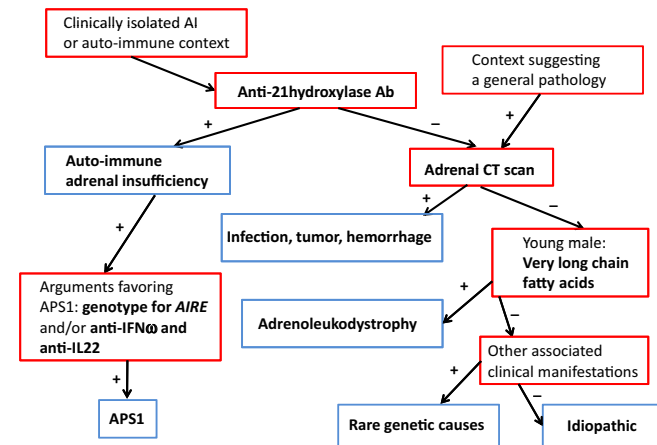 Clinically isolated AI
or auto-immune context
Context suggesting
a general pathology
Anti-21hydroxylase Ab
+
−
+
Auto-immune
adrenal insufficiency
Adrenal CT scan
+
−
+
Infection, tumor, hemorrhage
Young male:
Very long chain
fatty acids
Arguments favoring
APS1: genotype for AIRE
and/or anti-IFNω and
anti-IL22
+
−
Adrenoleukodystrophy
Other associated
clinical manifestations
+
+
−
APS1
Rare genetic causes
Idiopathic